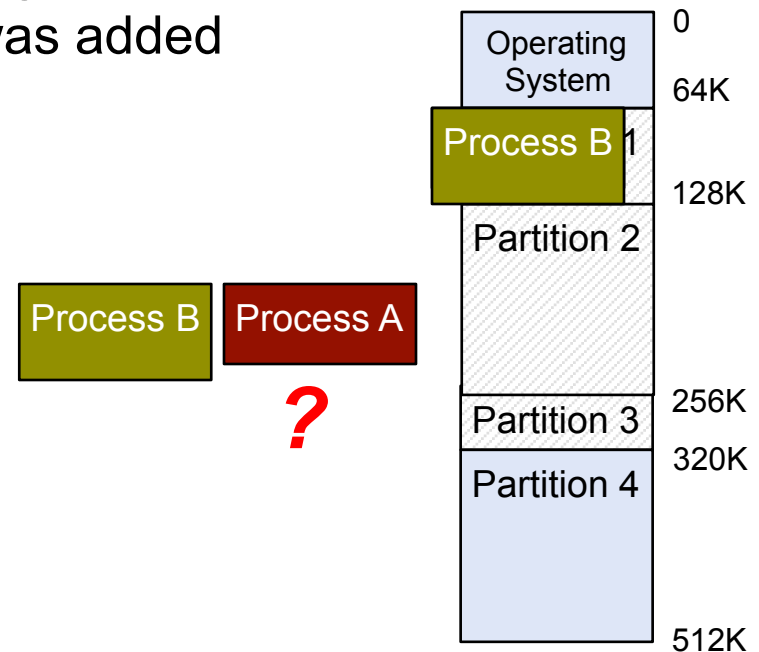 was added
Operating
System
0
64K
Process B 1
128K
Partition 2
Process B
Process A
?
256K
Partition 3
320K
Partition 4
512K